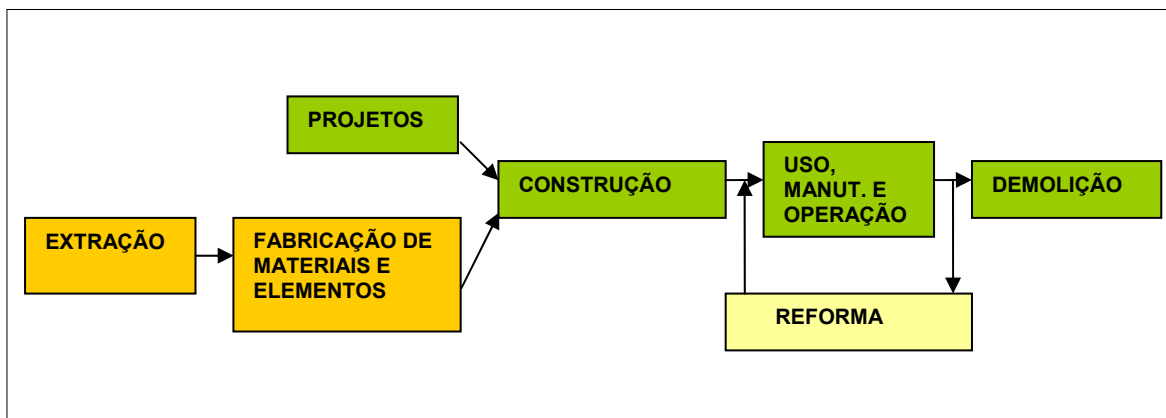 PROJETOS
CONSTRUÇÃO
USO,
MANUT. E
OPERAÇÃO
DEMOLIÇÃO
EXTRAÇÃO
FABRICAÇÃO DE
MATERIAIS E
ELEMENTOS
REFORMA